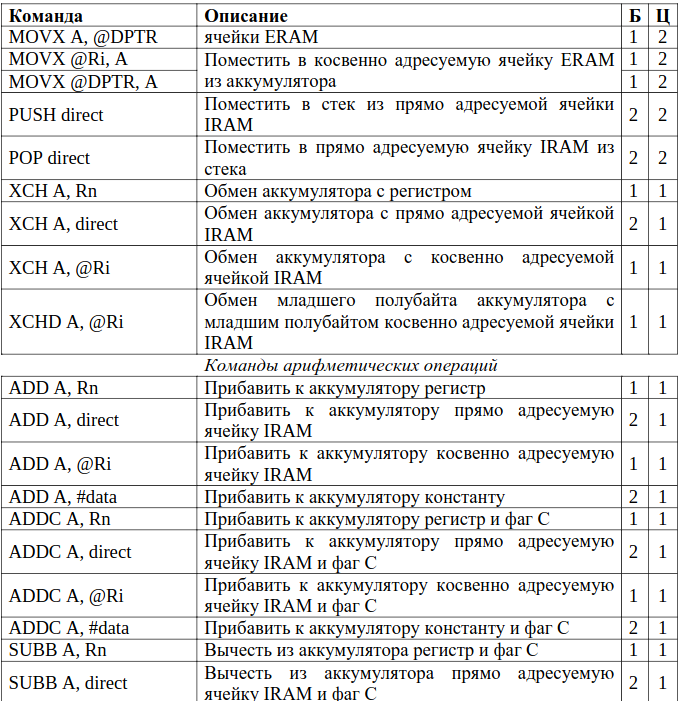 Команда Описание Б Ц
MOVX A, @DPTR ячейки ERAM 1 2
MOVX @Ri, A Поместить в косвенно адресуемую ячейку ERAM 1 2
MOVX @DPTR, A из аккумулятора 1 2
PUSH direct Поместить в стек из прямо адресуемой ячейки
IRAM 2 2
POP direct Поместить в прямо адресуемую ячейку IRAM из
стека 2 2
XCH A, Rn Обмен аккумулятора с регистром 1 1
XCH A, direct Обмен аккумулятора с прямо адресуемой ячейкой
IRAM 2 1
XCH A, @Ri Обмен аккумулятора с косвенно адресуемой
ячейкой IRAM 1 1
XCHD A, @Ri Обмен младшего полубайта аккумулятора с
младшим полубайтом косвенно адресуемой ячейки
IRAM 1 1
Команды арифметических операций
ADD A, Rn Прибавить к аккумулятору регистр 1 1
ADD A, direct Прибавить к аккумулятору прямо адресуемую
ячейку IRAM 2 1
ADD A, @Ri Прибавить к аккумулятору косвенно адресуемую
ячейку IRAM 1 1
ADD A, #data Прибавить к аккумулятору константу 2 1
ADDC A, Rn Прибавить к аккумулятору регистр и фаг С 1 1
ADDC A, direct Прибавить к аккумулятору прямо адресуемую
ячейку IRAM и фаг С 2 1
ADDC A, @Ri Прибавить к аккумулятору косвенно адресуемую
ячейку IRAM и фаг С 1 1
ADDC A, #data Прибавить к аккумулятору константу и фаг С 2 1
SUBB A, Rn Вычесть из аккумулятора регистр и фаг С 1 1
SUBB A, direct Вычесть из аккумулятора прямо адресуемую
ячейку IRAM и фаг С 2 1